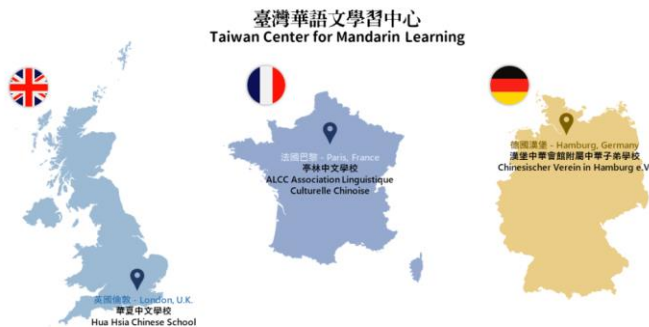 臺灣華語文學習中心
Taiwan Center for Mandarin Learning
英國倫敦 - London, U.K.
華夏中文學校
Hua Hsia Chinese School
法國巴黎 - Paris, France
亭林中文學校
ALCC Association Linguistique
Culturelle Chinoise
德國漢堡 - Hamburg, Germany
漢堡中華會館附屬中華子弟學校
Chinesischer Verein in Hamburg e.V